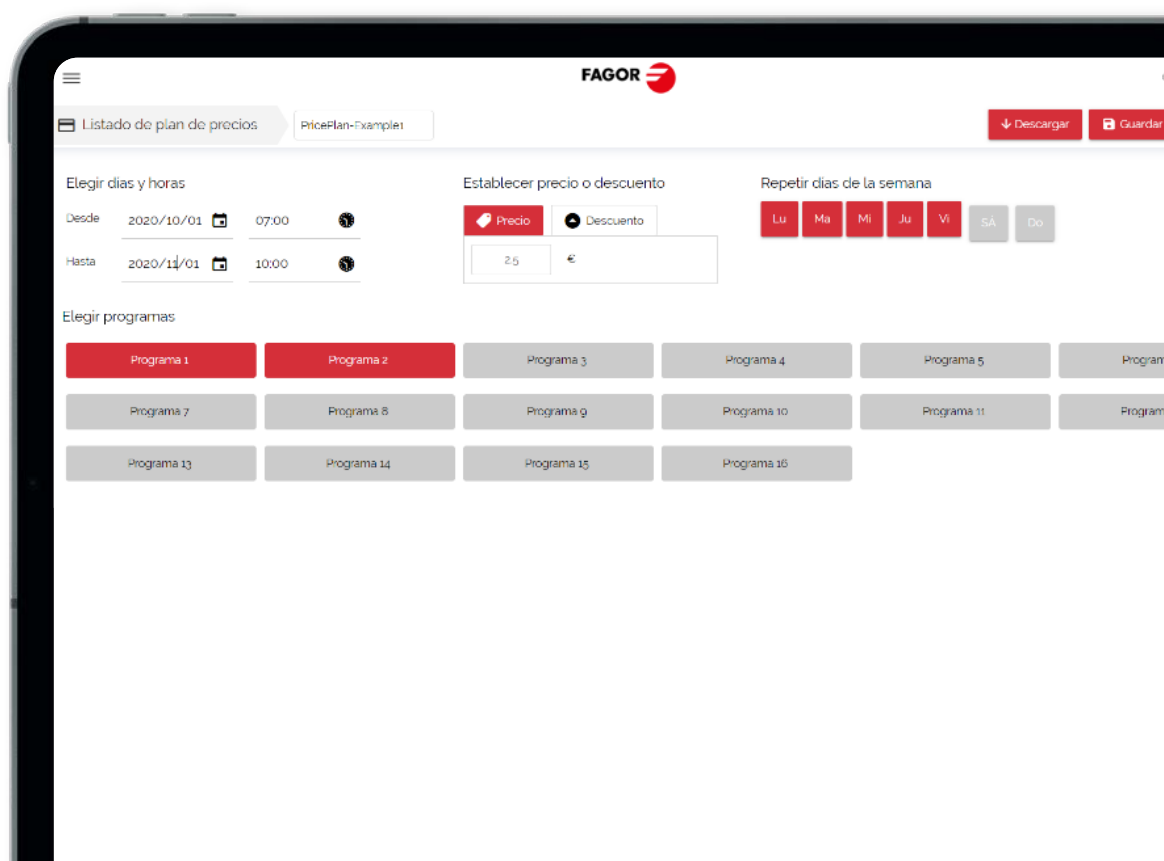 FAGOR
Listado de plan de precios
PricePlan-Example1
Descargar
Guardar
Elegir dias y horas
Desde
2020/10/01
07:00
Hasta
2020/11/01
10:00
Establecer precio o descuento
Precio
Descuento
2.5 €
Repetir dias de la semana
Lu Ma Mi Ju Vi SÁ Do
Elegir programas
Programa 1
Programa 2
Programa 3
Programa 4
Programa 5
Program
Programa 7
Programa 8
Programa 9
Programa 10
Programa 11
Program
Programa 13
Programa 14
Programa 15
Programa 16